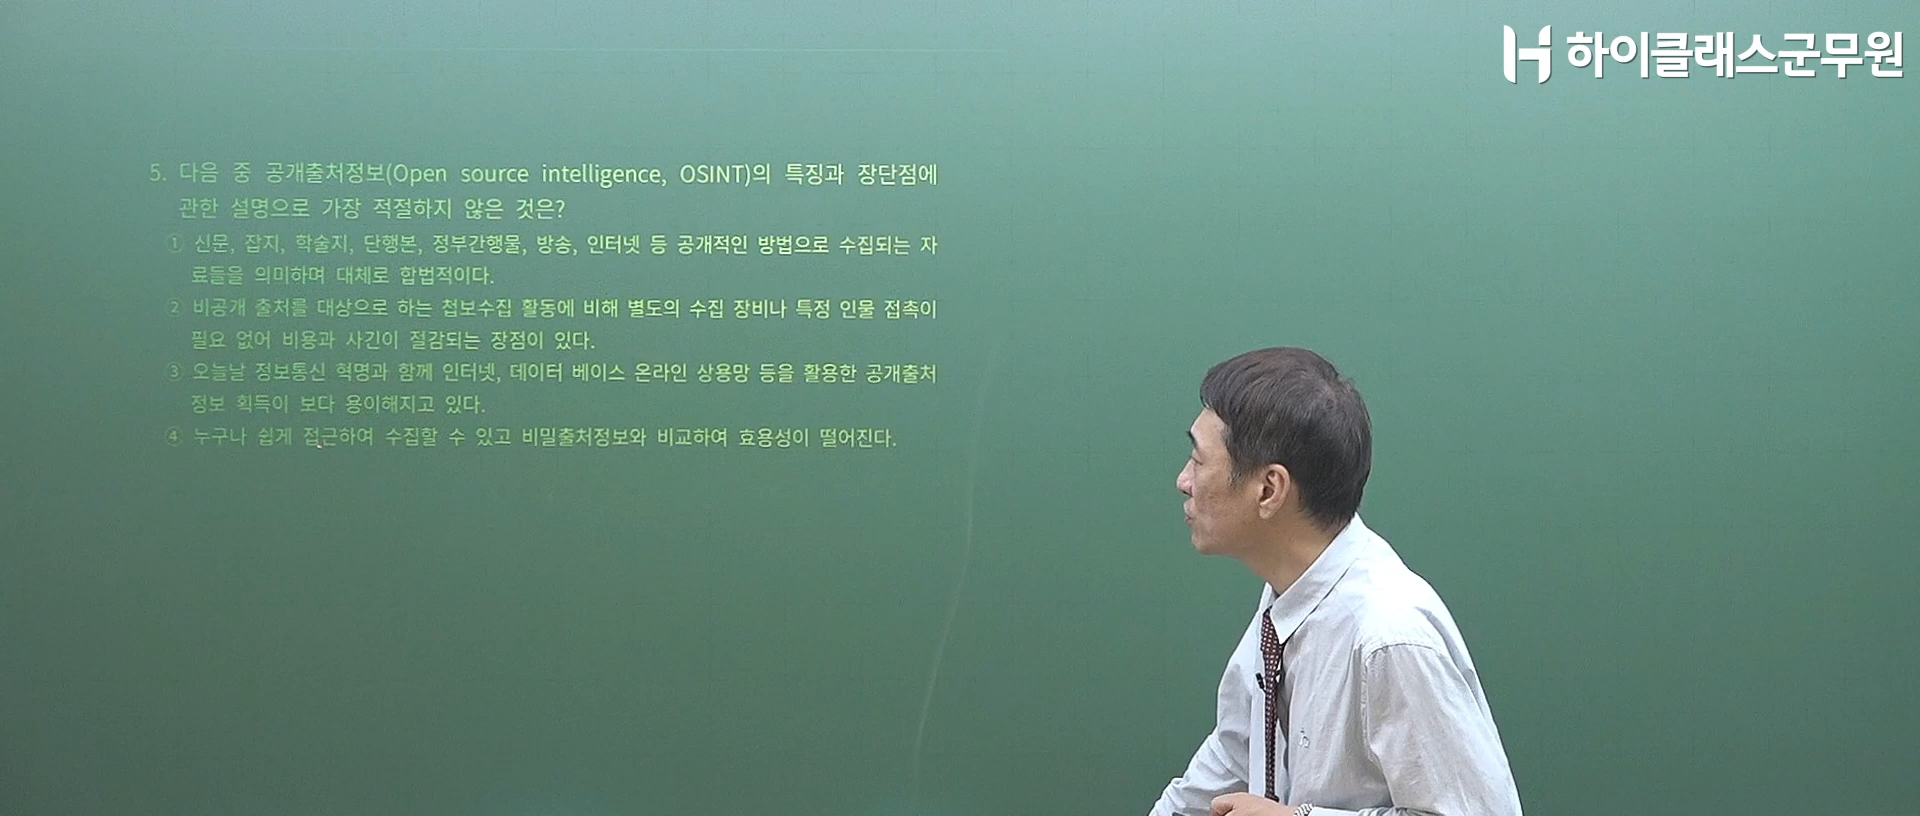 하이클래스군무원
5. 다음 중 공개출처정보(Open source intelligence, OSINT)의 특징과 장단점에
관한 설명으로 가장 적절하지 않은 것은?
① 신문, 잡지, 학술지, 단행본, 정부간행물, 방송, 인터넷 등 공개적인 방법으로 수집되는 자
료들을 의미하며 대체로 합법적이다.
② 비공개 출처를 대상으로 하는 첩보수집 활동에 비해 별도의 수집 장비나 특정 인물 접촉이
필요 없어 비용과 사긴이 절감되는 장점이 있다.
③ 오늘날 정보통신 혁명과 함께 인터넷, 데이터 베이스 온라인 상용망 등을 활용한 공개출처
정보 획득이 보다 용이해지고 있다.
④ 누구나 쉽게 접근하여 수집할 수 있고 비밀출처정보와 비교하여 효용성이 떨어진다.